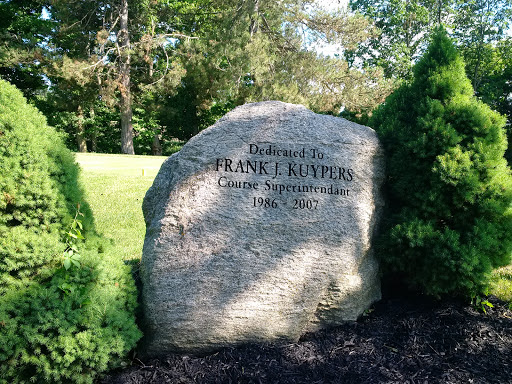 Dedicated To
FRANK J. KUYPERS
Course Superintendant
1986 - 2007